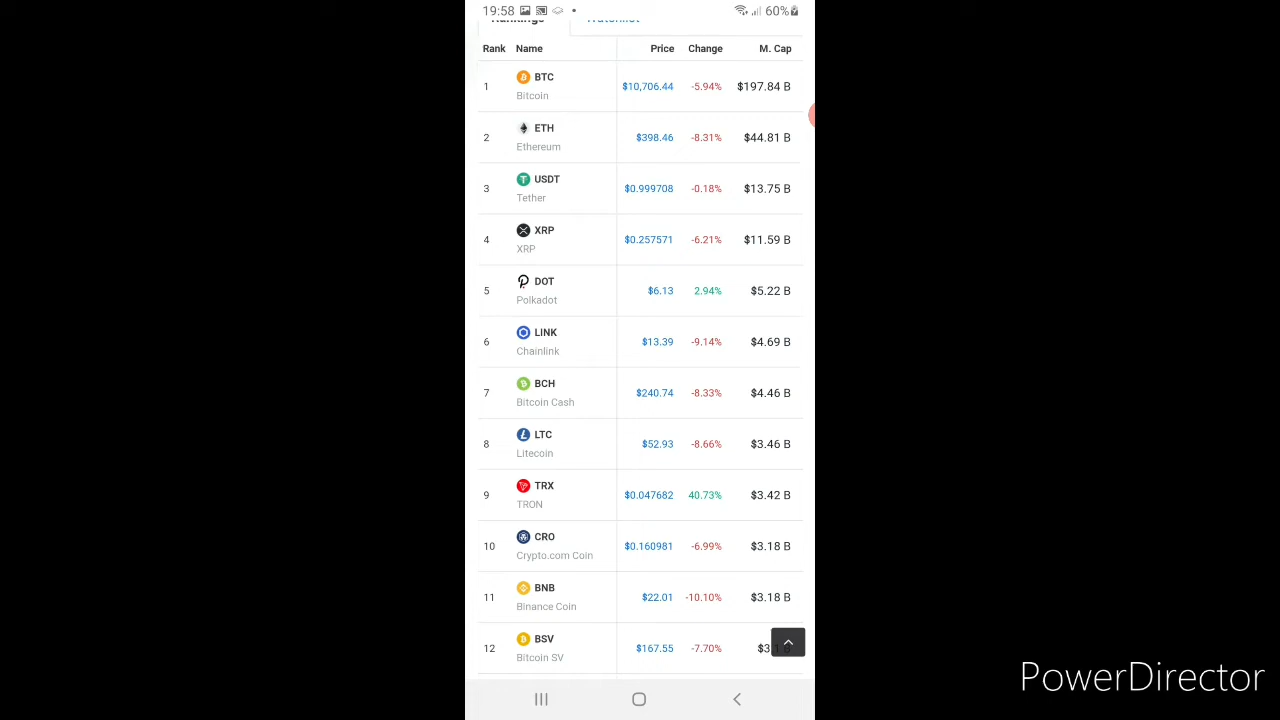 19:58 60%
Rankings Watchlist
Rank Name Price Change M. Cap
1 BTC $10,706.44 -5.94% $197.84 B
Bitcoin
2 ETH $398.46 -8.31% $44.81 B
Ethereum
3 USDT $0.999708 -0.18% $13.75 B
Tether
4 XRP $0.257571 -6.21% $11.59 B
XRP
5 DOT $6.13 2.94% $5.22 B
Polkadot
6 LINK $13.39 -9.14% $4.69 B
Chainlink
7 BCH $240.74 -8.33% $4.46 B
Bitcoin Cash
8 LTC $52.93 -8.66% $3.46 B
Litecoin
9 TRX $0.047682 40.73% $3.42 B
TRON
10 CRO $0.160981 -6.99% $3.18 B
Crypto.com Coin
11 BNB $22.01 -10.10% $3.18 B
Binance Coin
12 BSV $167.55 -7.70%
Bitcoin SV
PowerDirector